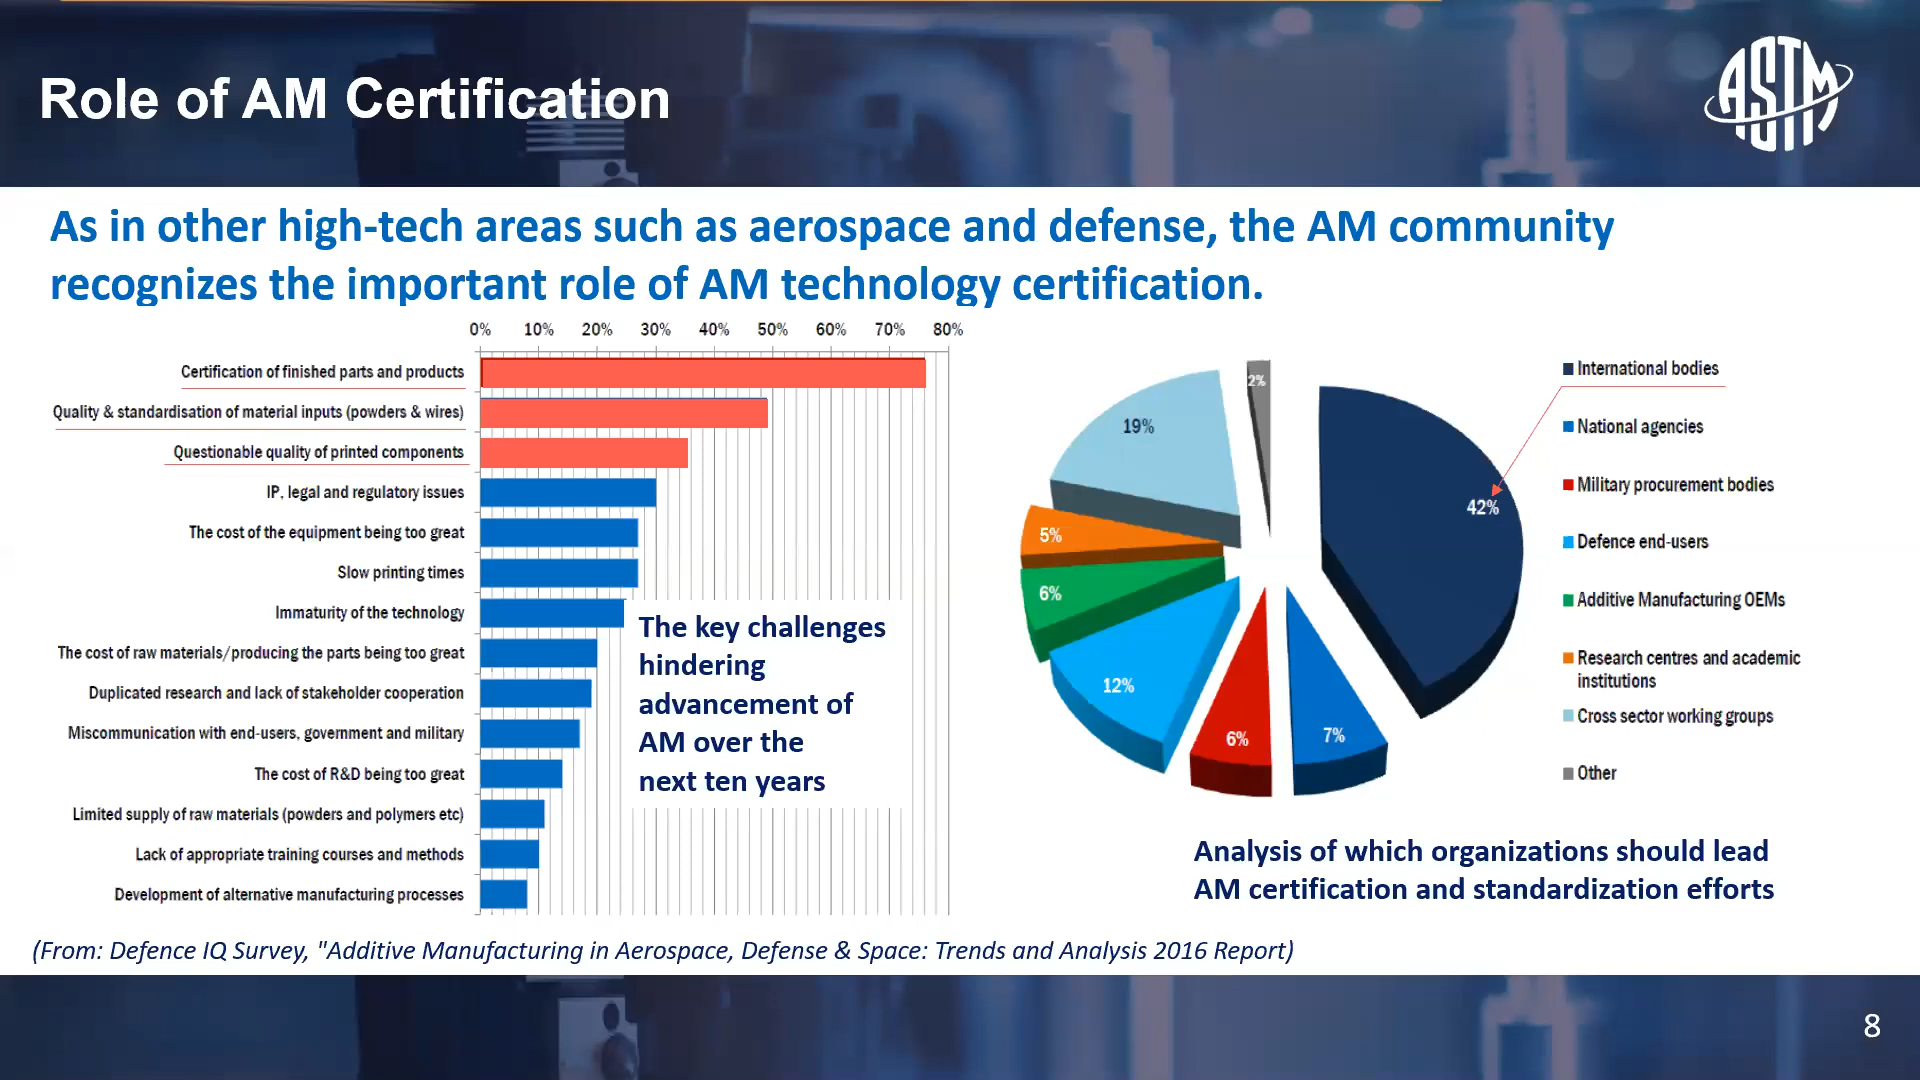 Role of AM Certification
ASTM
As in other high-tech areas such as aerospace and defense, the AM community
recognizes the important role of AM technology certification.
0% 10% 20% 30% 40% 50% 60% 70% 80%
Certification of finished parts and products
Quality & standardisation of material inputs (powders & wires)
Questionable quality of printed components
IP, legal and regulatory issues
The cost of the equipment being too great
Slow printing times
Immaturity of the technology
The cost of raw materials/producing the parts being too great
Duplicated research and lack of stakeholder cooperation
Miscommunication with end-users, government and military
The cost of R&D being too great
Limited supply of raw materials (powders and polymers etc)
Lack of appropriate training courses and methods
Development of alternative manufacturing processes
The key challenges
hindering
advancement of
AM over the
next ten years
2%
19%
42%
5%
6%
12%
6%
7%
International bodies
National agencies
Military procurement bodies
Defence end-users
Additive Manufacturing OEMs
Research centres and academic
institutions
Cross sector working groups
Other
Analysis of which organizations should lead
AM certification and standardization efforts
(From: Defence IQ Survey, "Additive Manufacturing in Aerospace, Defense & Space: Trends and Analysis 2016 Report)
8